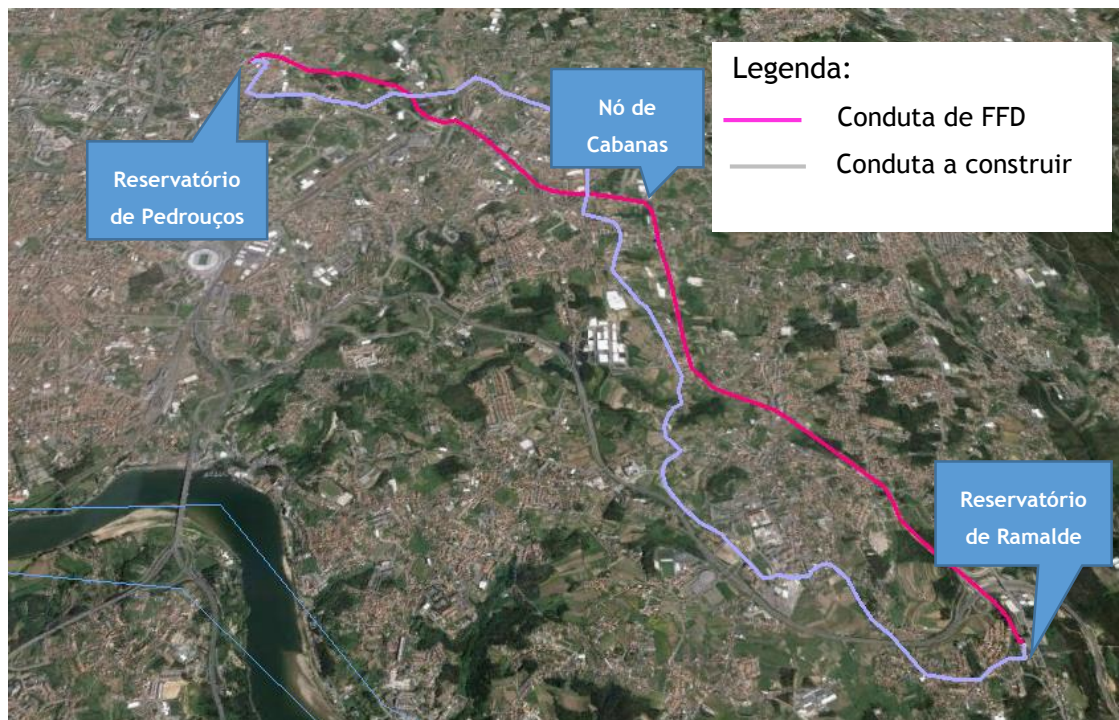 Legenda:
Conduta de FFD
Conduta a construir
Nó de
Cabanas
Reservatório
de Pedrouços
Reservatório
de Ramalde